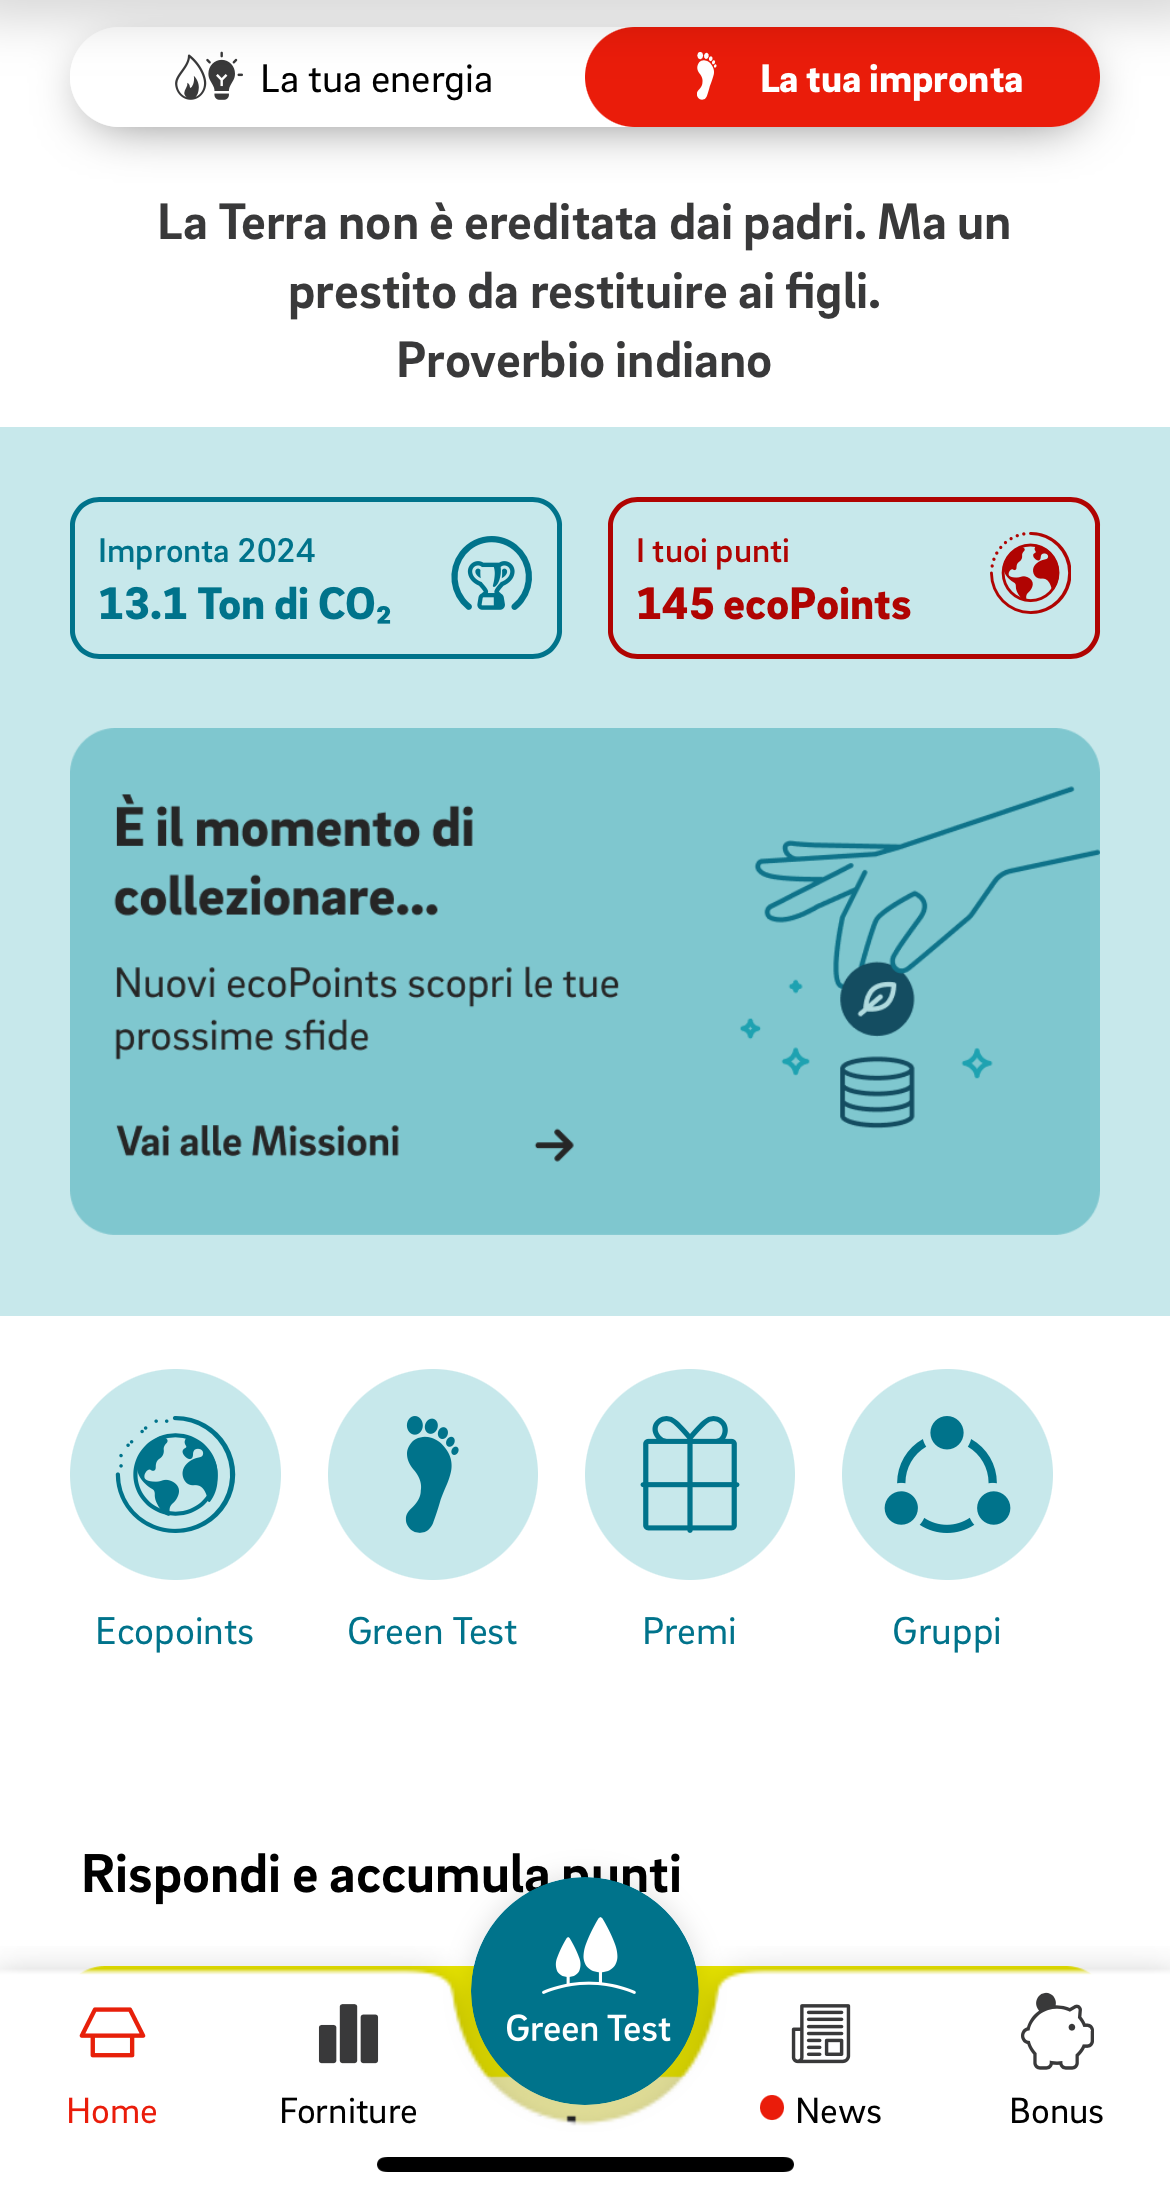 La tua energia
La tua impronta
La Terra non è ereditata dai padri. Ma un
prestito da restituire ai figli.
Proverbio indiano
Impronta 2024
13.1 Ton di CO₂
I tuoi punti
145 ecoPoints
È il momento di
collezionare...
Nuovi ecoPoints scopri le tue
prossime sfide
Vai alle Missioni
Ecopoints
Green Test
Premi
Gruppi
Rispondi e accumula punti
Green Test
Home
Forniture
News
Bonus